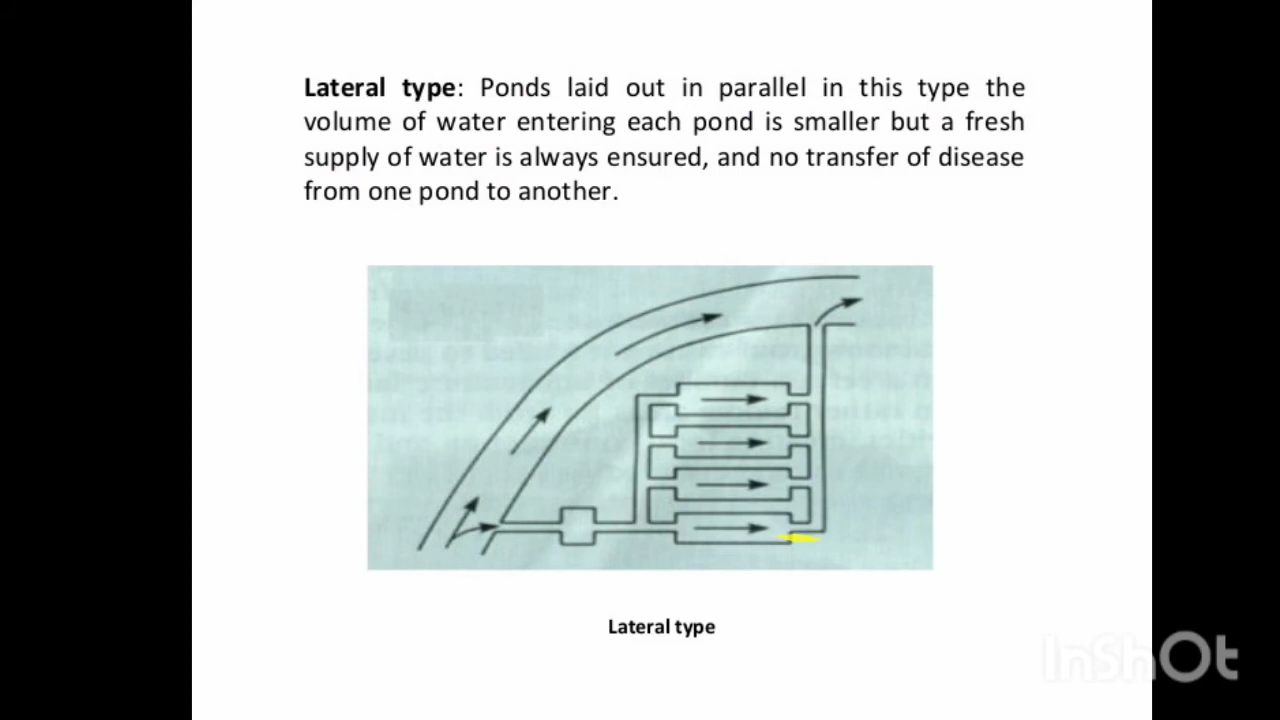 Lateral type: Ponds laid out in parallel in this type the
volume of water entering each pond is smaller but a fresh
supply of water is always ensured, and no transfer of disease
from one pond to another.
Lateral type
InShOt